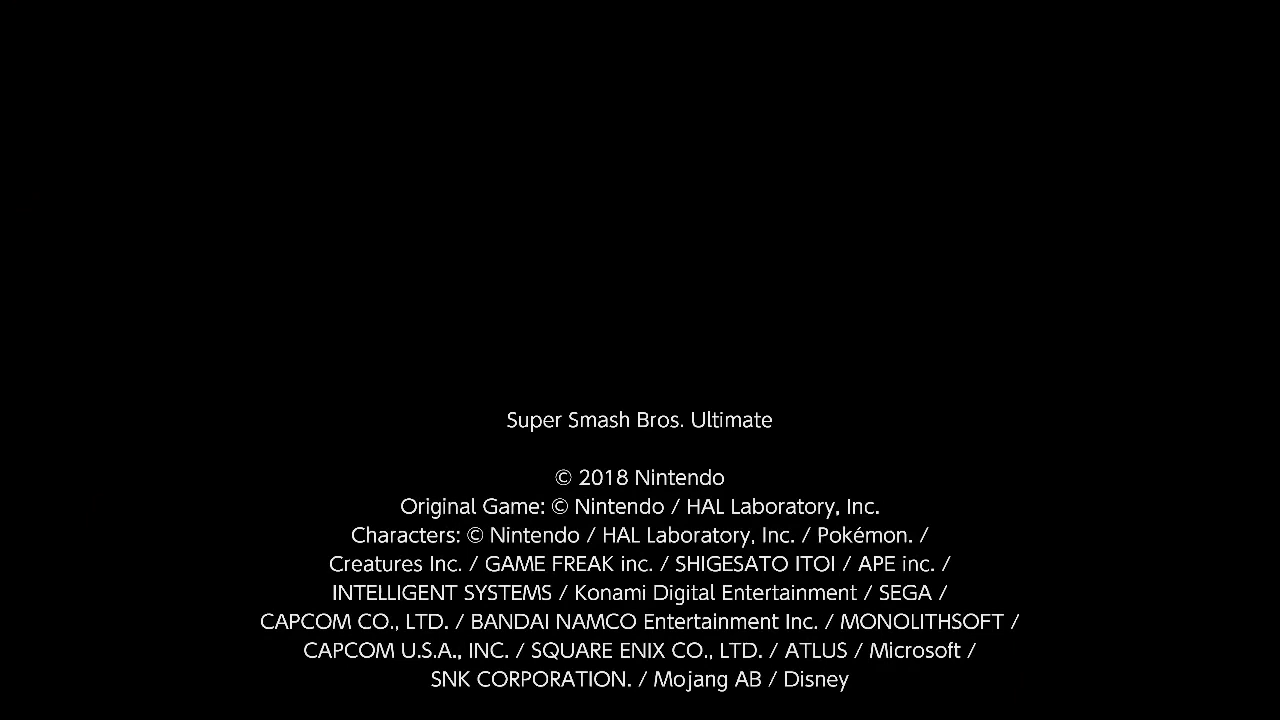 Super Smash Bros. Ultimate
© 2018 Nintendo
Original Game: © Nintendo / HAL Laboratory, Inc.
Characters: © Nintendo / HAL Laboratory, Inc. / Pokémon. /
Creatures Inc. / GAME FREAK inc. / SHIGESATO ITOI / APE inc. /
INTELLIGENT SYSTEMS / Konami Digital Entertainment / SEGA /
CAPCOM CO., LTD. / BANDAI NAMCO Entertainment Inc. / MONOLITHSOFT /
CAPCOM U.S.A., INC. / SQUARE ENIX CO., LTD. / ATLUS / Microsoft /
SNK CORPORATION. / Mojang AB / Disney